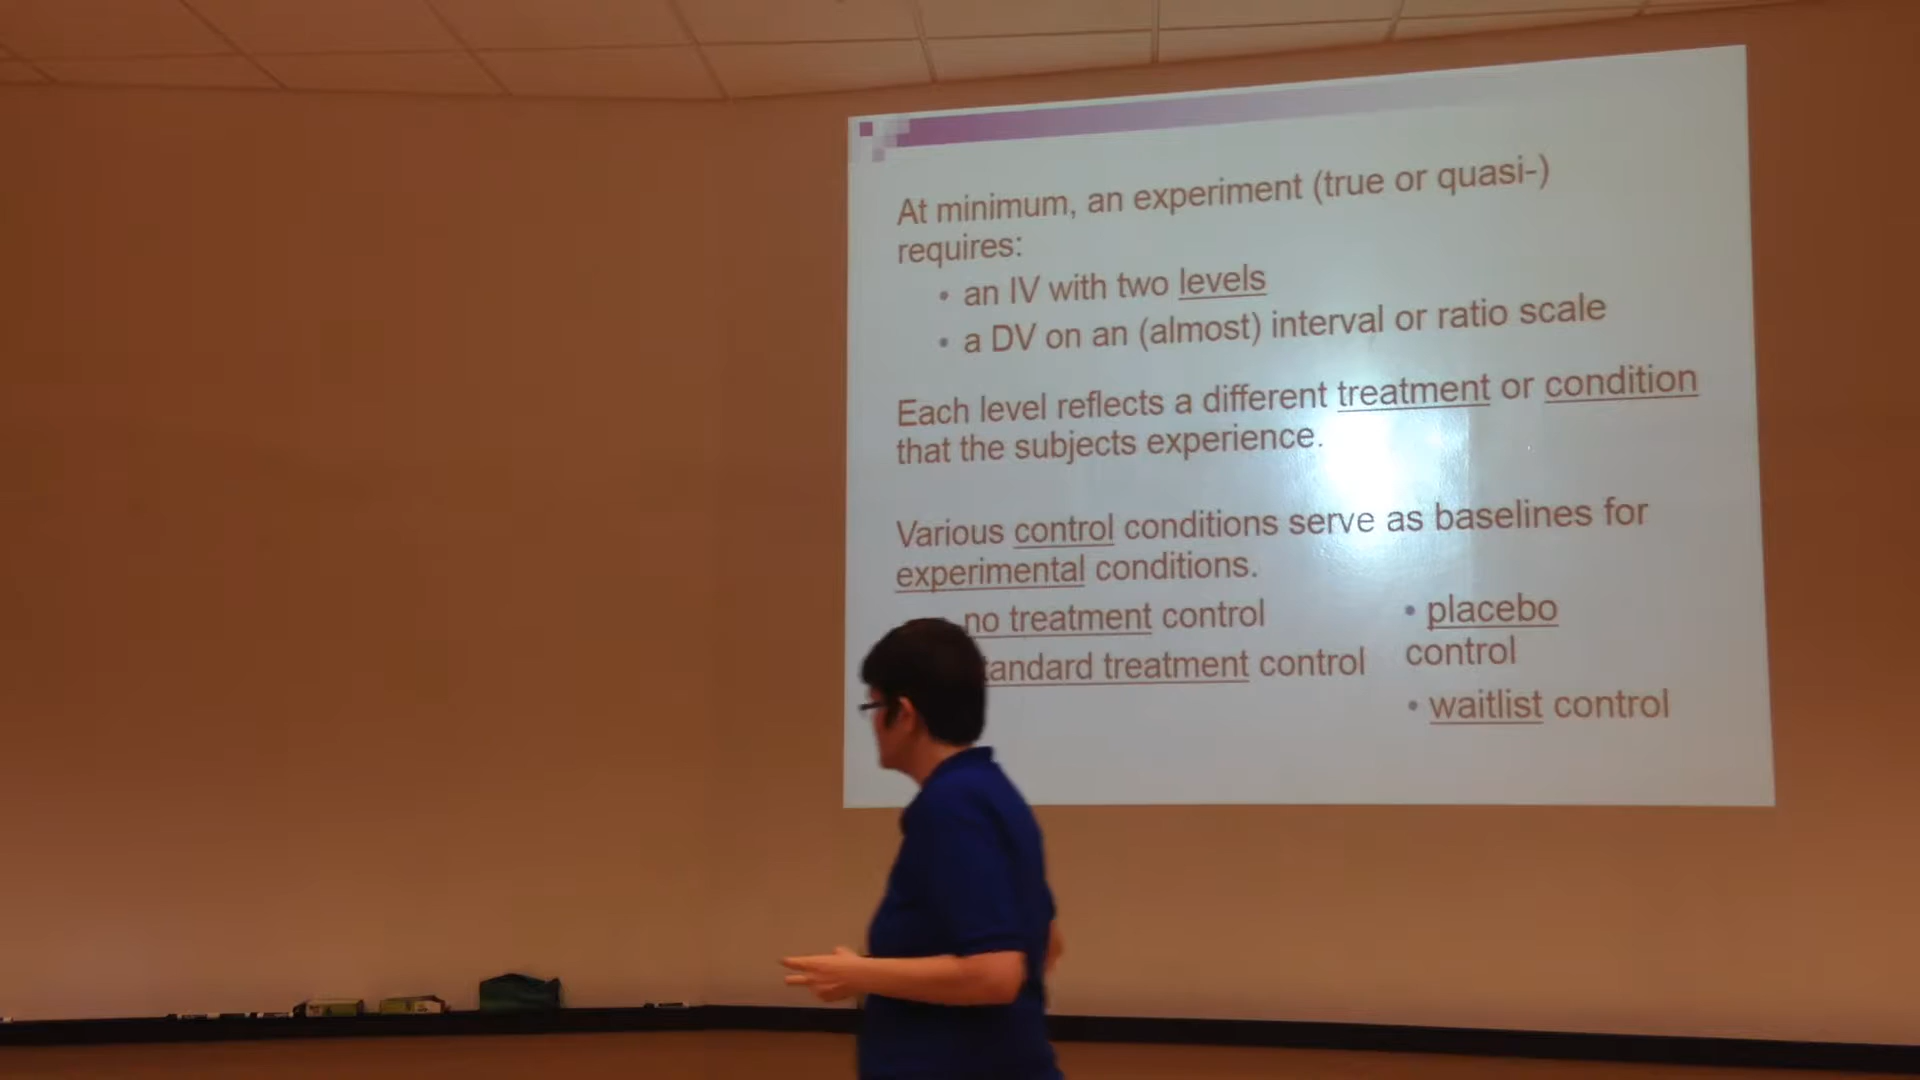 At minimum, an experiment (true or quasi-)
requires:
• an IV with two levels
• a DV on an (almost) interval or ratio scale
Each level reflects a different treatment or condition
that the subjects experience.
Various control conditions serve as baselines for
experimental conditions.
no treatment control
treatment control
• placebo
control
• waitlist control